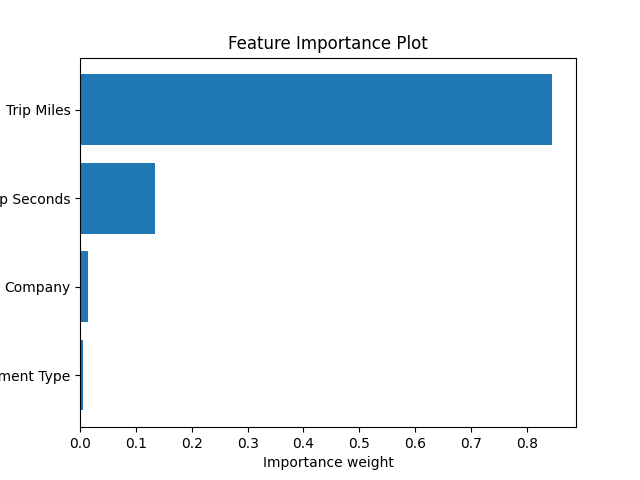 Feature Importance Plot
Trip Miles
p Seconds
Company
ment Type
0.0 0.1 0.2 0.3 0.4 0.5 0.6 0.7 0.8
Importance weight